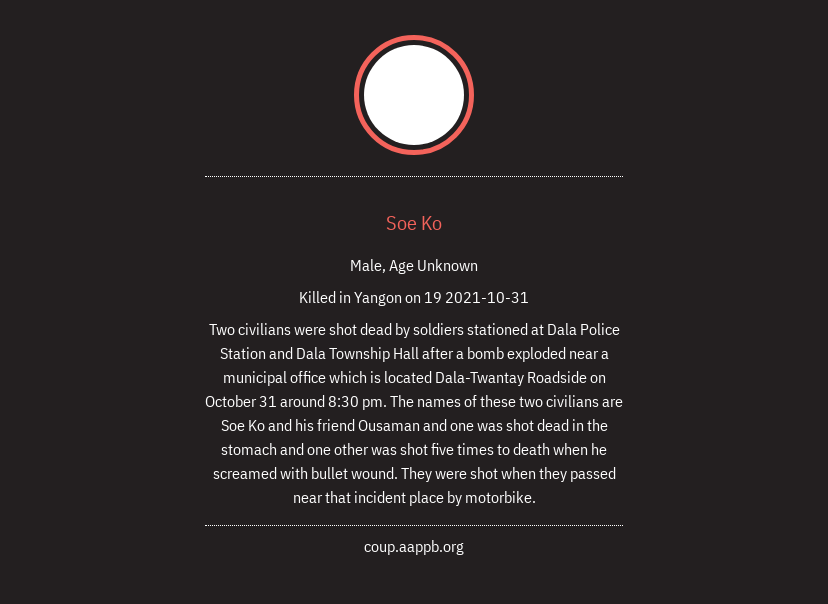 Soe Ko
Male, Age Unknown
Killed in Yangon on 19 2021-10-31
Two civilians were shot dead by soldiers stationed at Dala Police
Station and Dala Township Hall after a bomb exploded near a
municipal office which is located Dala-Twantay Roadside on
October 31 around 8:30 pm. The names of these two civilians are
Soe Ko and his friend Ousaman and one was shot dead in the
stomach and one other was shot five times to death when he
screamed with bullet wound. They were shot when they passed
near that incident place by motorbike.
coup.aappb.org